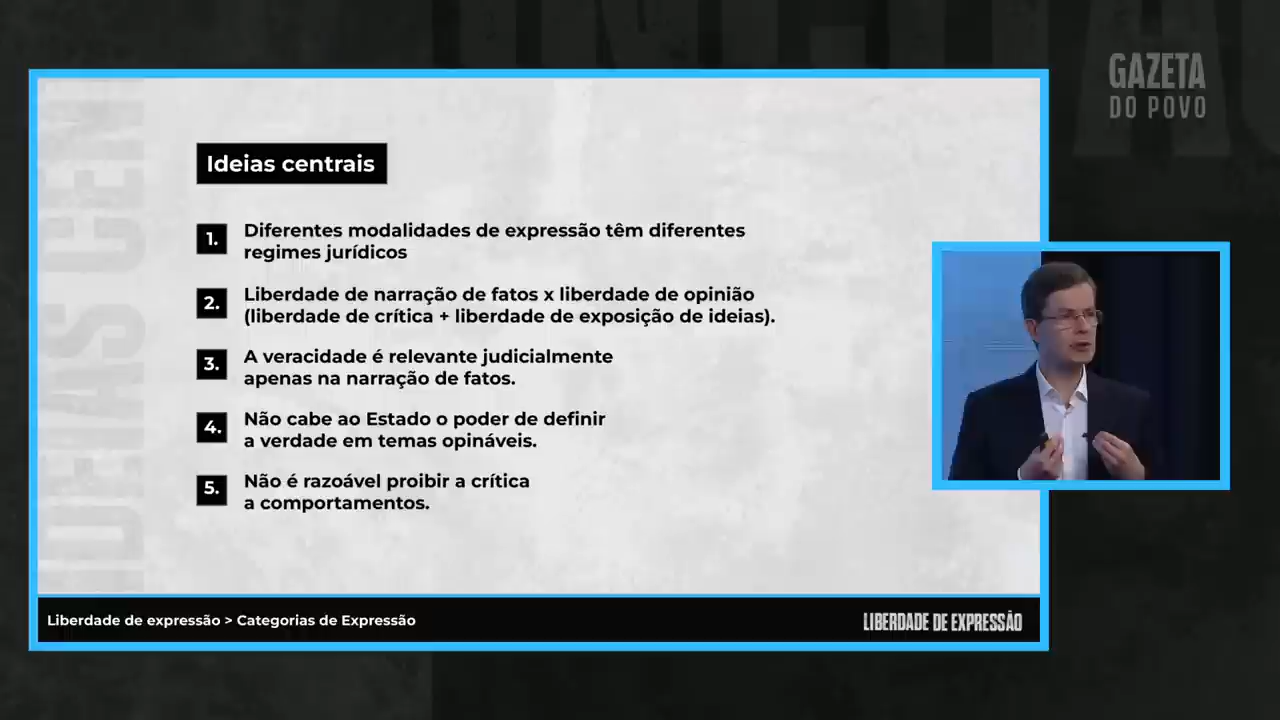 GAZETA
DO POVO
Ideias centrais
1.
Diferentes modalidades de expressão têm diferentes
regimes jurídicos
2.
Liberdade de narração de fatos x liberdade de opinião
(liberdade de crítica + liberdade de exposição de ideias).
3.
A veracidade é relevante judicialmente
apenas na narração de fatos.
4.
Não cabe ao Estado o poder de definir
a verdade em temas opináveis.
5.
Não é razoável proibir a crítica
a comportamentos.
IDEIAS CEN
Liberdade de expressão > Categorias de Expressão
LIBERDADE DE EXPRESSÃO